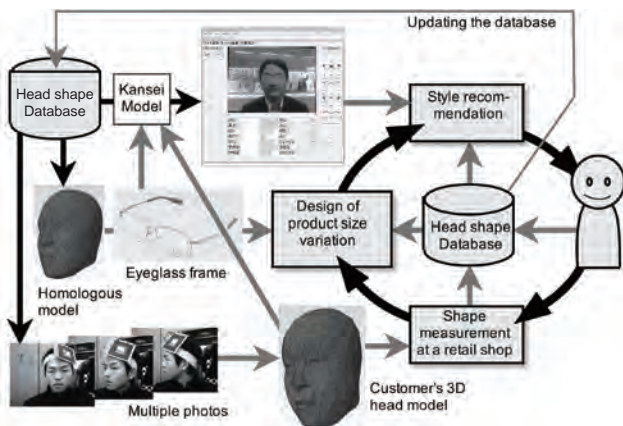 Updating the database
Head shape
Database
Kansei
Model
Style recom-
mendation
Design of
product size
variation
Head shape
Database
Eyeglass frame
Homologous
model
Shape
measurement
at a retail shop
Multiple photos
Customer's 3D
head model